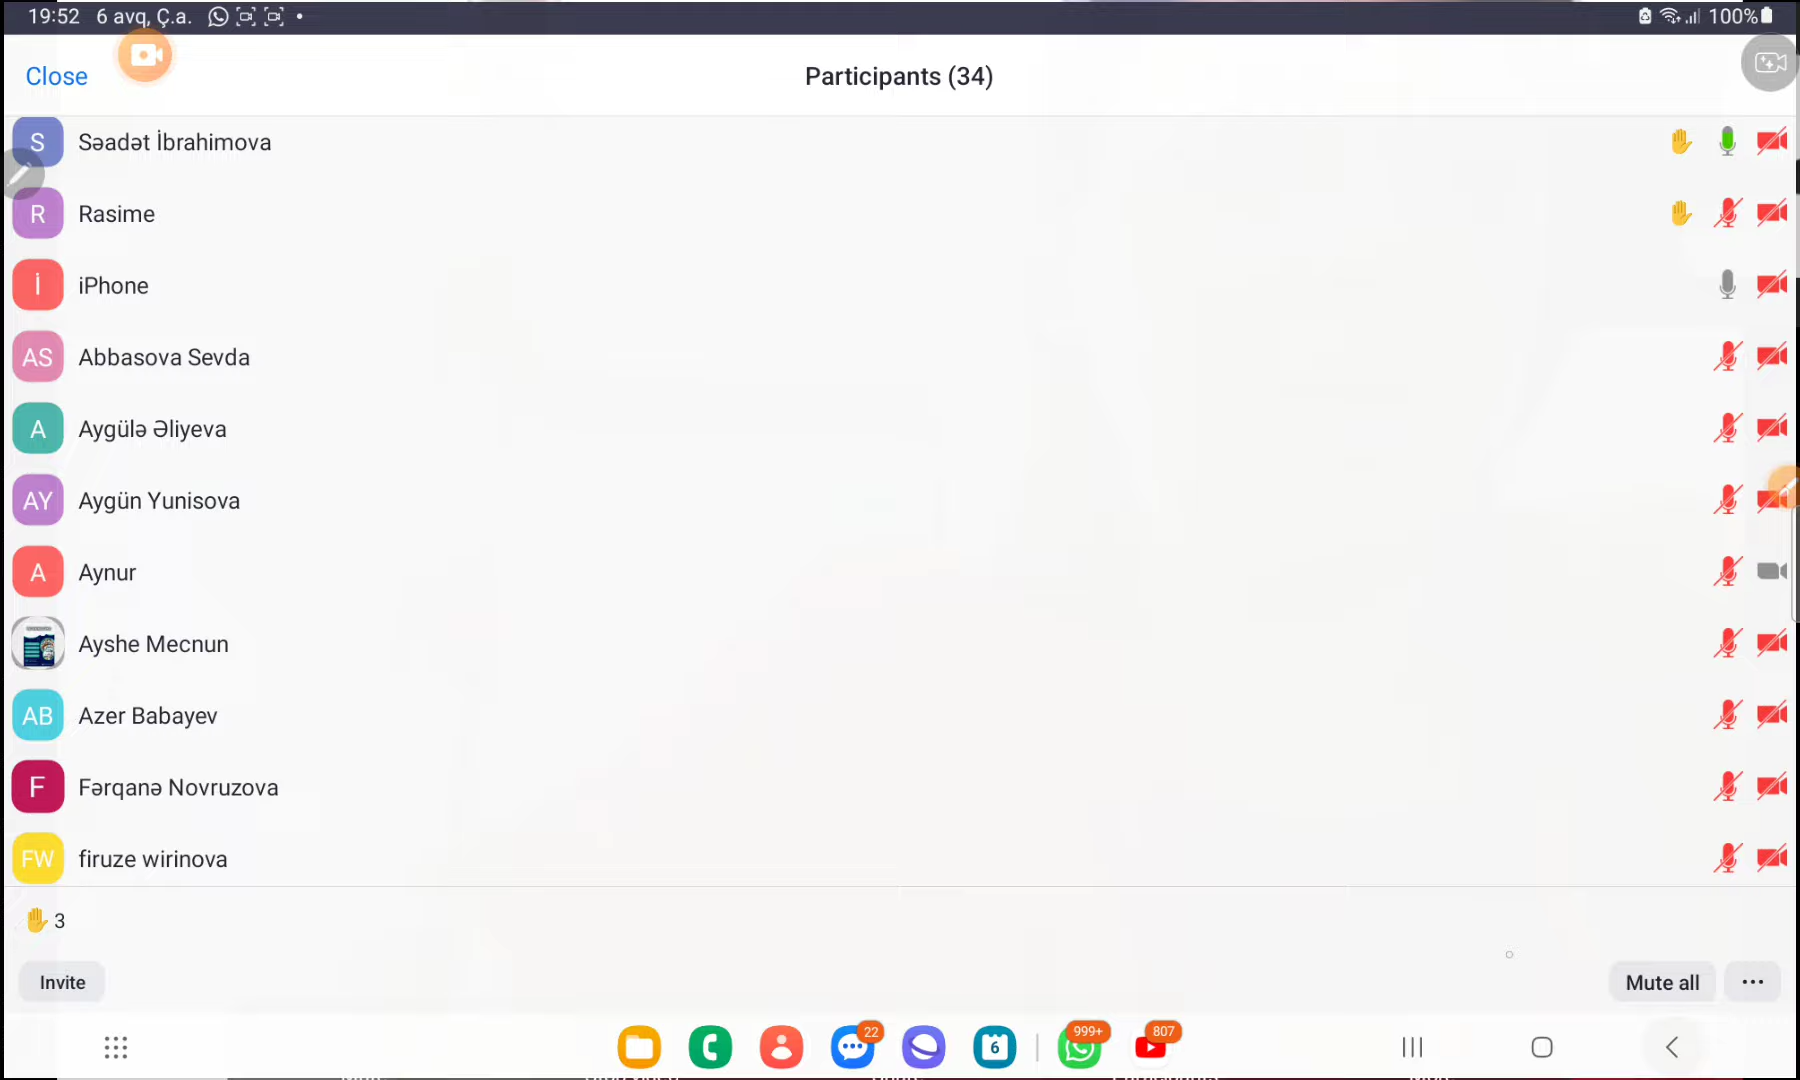 19:52 6 avq, Ç.a. 100%
Close
Participants (34)
S Səadət İbrahimova
R Rasime
İ iPhone
AS Abbasova Sevda
A Aygülə Əliyeva
AY Aygün Yunisova
A Aynur
Ayshe Mecnun
AB Azer Babayev
F Fərqanə Novruzova
FW firuze wirinova
3
Invite
Mute all
22
6
999+
807